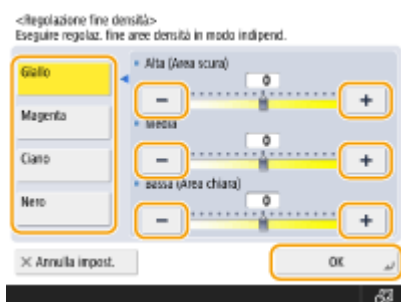 <Regolazione fine densità>
Eseguire regolaz. fine aree densità in modo indipend.
Giallo
Magenta
Ciano
Nero
Alta (Area scura)
0
− +
Media
0
− +
Bassa (Area chiara)
0
− +
× Annulla impost.
OK